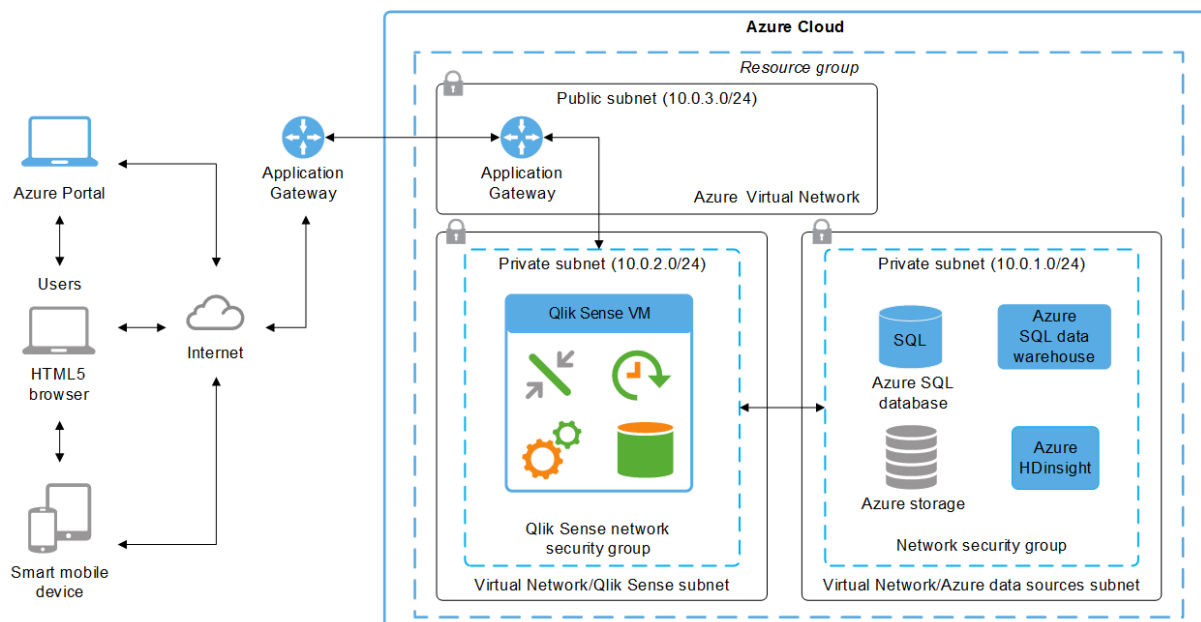 Azure Cloud
Resource group
Public subnet (10.0.3.0/24)
Application
Gateway
Application
Gateway
Azure Virtual Network
Azure Portal
Users
HTML5
browser
Smart mobile
device
Internet
Private subnet (10.0.2.0/24)
Qlik Sense VM
Qlik Sense network
security group
Virtual Network/Qlik Sense subnet
Private subnet (10.0.1.0/24)
SQL
Azure SQL
database
Azure
SQL data
warehouse
Azure storage
Azure
HDinsight
Network security group
Virtual Network/Azure data sources subnet